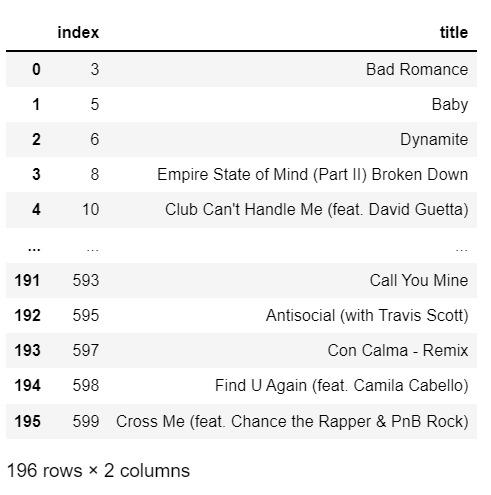 index title
0 3 Bad Romance
1 5 Baby
2 6 Dynamite
3 8 Empire State of Mind (Part II) Broken Down
4 10 Club Can't Handle Me (feat. David Guetta)
... ... ...
191 593 Call You Mine
192 595 Antisocial (with Travis Scott)
193 597 Con Calma - Remix
194 598 Find U Again (feat. Camila Cabello)
195 599 Cross Me (feat. Chance the Rapper & PnB Rock)
196 rows × 2 columns